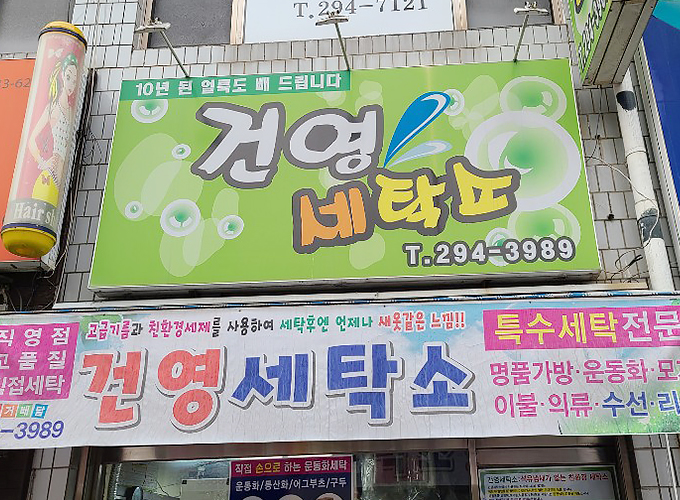 T.294-7121
10년 된 얼룩도 빼 드립니다
건영
세탁소
T.294-3989
Hair
직영점
고품질
직접세탁
배달
-3989
고급기름과 친환경세제를 사용하여 세탁후엔 언제나 새옷같은 느낌!!
건영세탁소
특수세탁전문
명품가방·운동화·모
이불·의류·수선·리
직접 손으로 하는 운동화세탁
운동화/등산화/어그부츠/구두